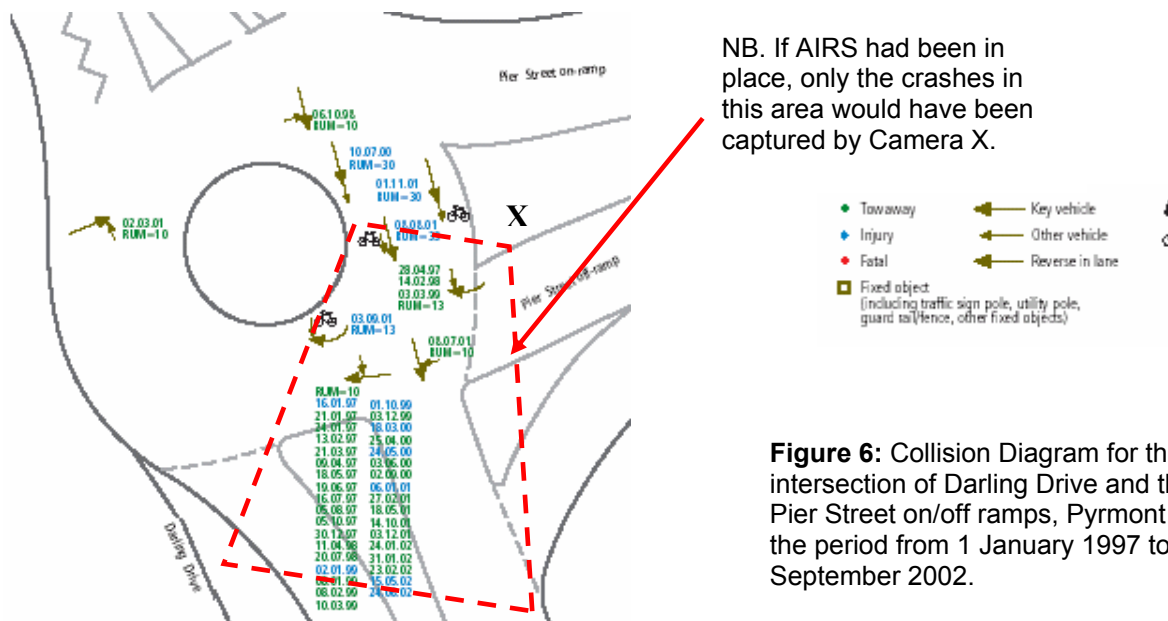 NB. If AIRS had been in
place, only the crashes in
this area would have been
captured by Camera X.
Pier Street on-ramp
06.10.98
RUM=10
10.07.00
RUM=30
01.11.01
RUM=30
02.03.01
RUM=10
08.08.01
X
28.04.97
14.02.98
03.03.99
RUM=13
Pier Street off-ramp
03.09.01
RUM=13
08.07.01
RUM=10
RUM=10
16.01.97
21.01.97
24.01.97
13.02.97
21.03.97
09.04.97
18.05.97
19.06.97
16.07.97
05.08.97
05.10.97
30.12.97
11.04.98
20.07.98
02.01.99
08.02.99
10.03.99
01.10.99
03.12.99
18.03.00
25.04.00
24.05.00
03.06.00
02.09.00
06.01.01
27.02.01
18.05.01
14.10.01
03.12.01
24.01.02
31.01.02
23.02.02
15.05.02
Darling Drive
Towaway
Injury
Fatal
Fixed object
(including traffic sign pole, utility pole,
guard rail/fence, other fixed objects)
Key vehicle
Other vehicle
Reverse in lane
Figure 6: Collision Diagram for th
intersection of Darling Drive and th
Pier Street on/off ramps, Pyrmont
the period from 1 January 1997 to
September 2002.